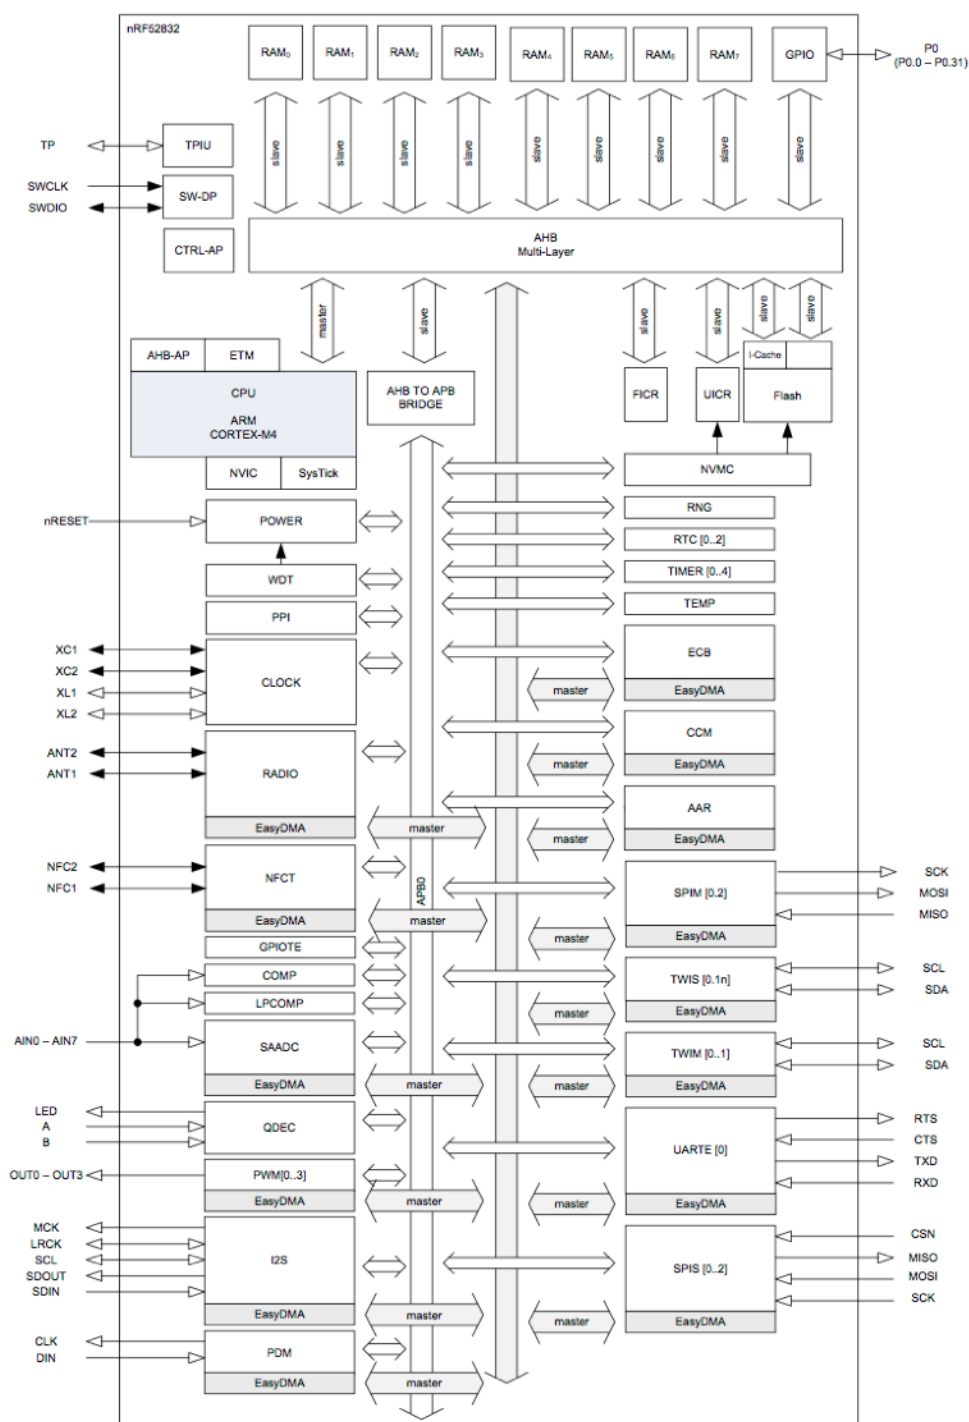 nRF52832
RAM0 RAM1 RAM2 RAM3 RAM4 RAM5 RAM6 RAM7 GPIO
P0
(P0.0 – P0.31)
slave slave slave slave slave slave slave slave slave
TP TPIU
SWCLK
SWDIO
SW-DP
CTRL-AP
AHB
Multi-Layer
master slave slave slave slave slave
AHB-AP ETM
I-Cache
CPU
ARM
CORTEX-M4
AHB TO APB
BRIDGE
FICR UICR Flash
NVIC SysTick
NVMC
nRESET POWER
RNG
RTC [0..2]
WDT
TIMER [0..4]
PPI
TEMP
XC1
XC2
XL1
XL2
CLOCK
ECB
master EasyDMA
ANT2
ANT1
RADIO
CCM
master EasyDMA
EasyDMA master
AAR
master EasyDMA
NFC2
NFC1
NFCT
APB0
SPIM [0.2]
SCK
MOSI
MISO
EasyDMA master
master EasyDMA
GPIOTE
COMP
LPCOMP
TWIS [0.1n]
SCL
SDA
master EasyDMA
AIN0 – AIN7 SAADC
TWIM [0..1]
SCL
SDA
EasyDMA master
master EasyDMA
LED
A
B
QDEC
UARTE [0]
RTS
CTS
TXD
RXD
OUT0 – OUT3 PWM[0..3]
EasyDMA master
master EasyDMA
MCK
LRCK
SCL
SDOUT
SDIN
I2S
SPIS [0..2]
CSN
MISO
MOSI
SCK
EasyDMA master
master EasyDMA
CLK
DIN
PDM
EasyDMA master